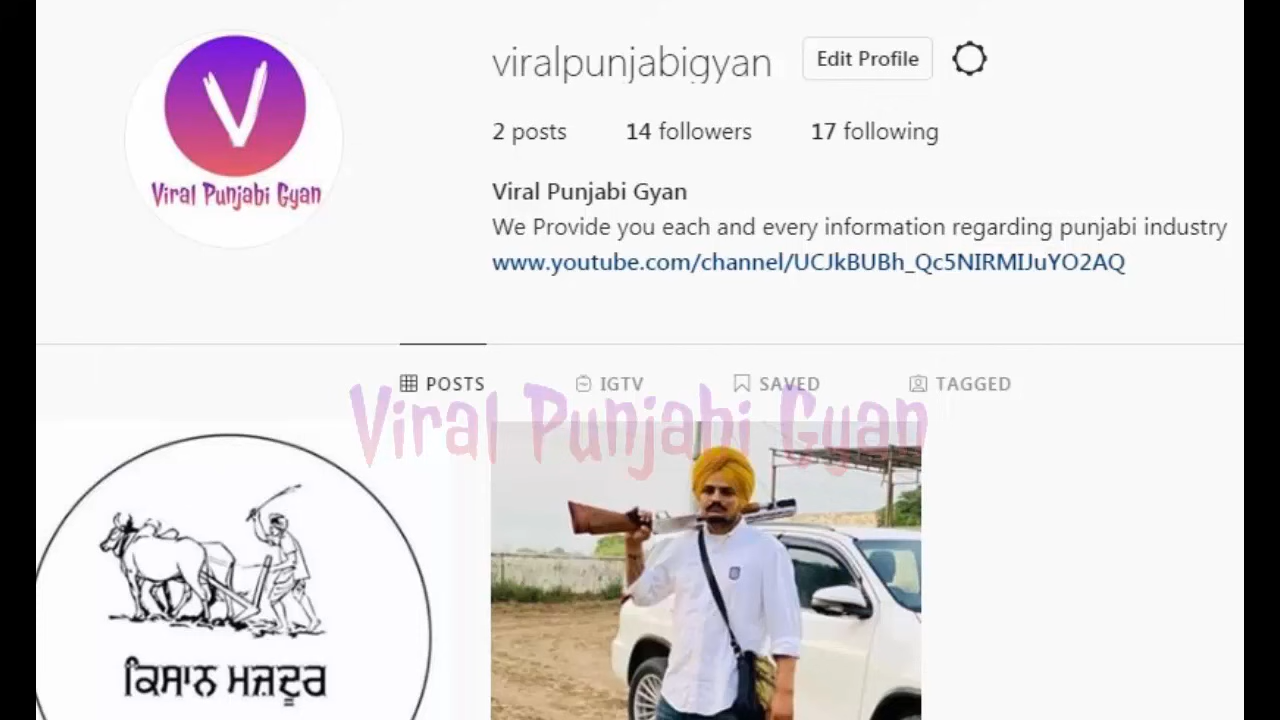 V
Viral Punjabi Gyan
viralpunjabigyan
Edit Profile
2 posts 14 followers 17 following
Viral Punjabi Gyan
We Provide you each and every information regarding punjabi industry
www.youtube.com/channel/UCJkBUBh_Qc5NIRMIJuYO2AQ
POSTS IGTV SAVED TAGGED
Viral Punjabi Gyan
ਕਿਸਾਨ ਮਜ਼ਦੂਰ